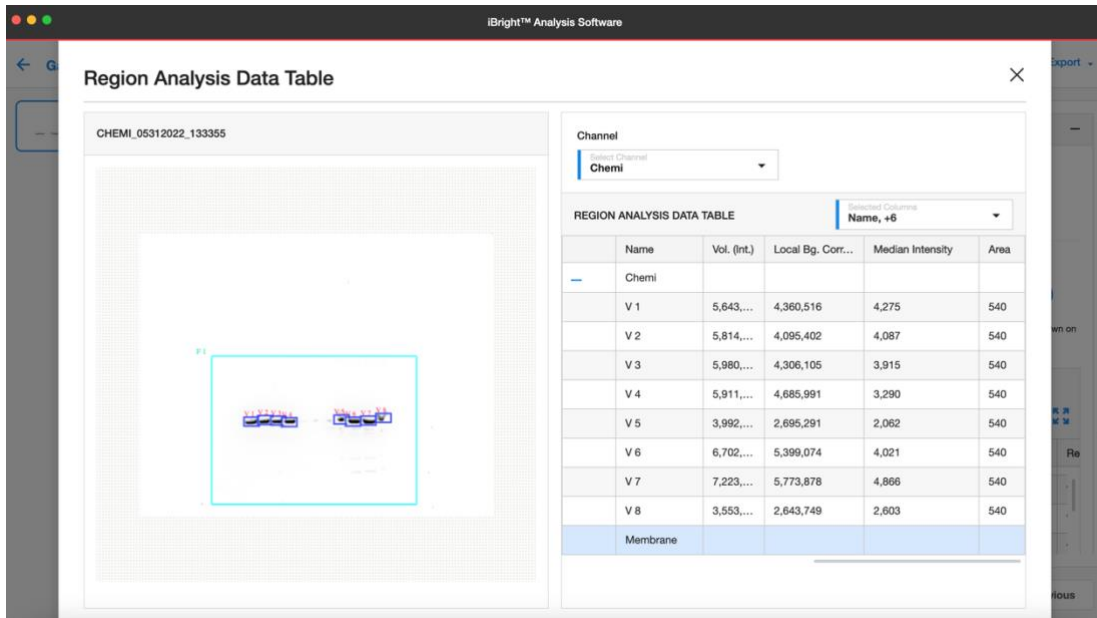 iBright™ Analysis Software
G
Export
Region Analysis Data Table
CHEMI_05312022_133355
F1
Channel
Select Channel
Chemi
REGION ANALYSIS DATA TABLE
Selected Columns
Name, +6
Name Vol. (Int.) Local Bg. Corr... Median Intensity Area
Chemi
V 1 5,643,... 4,360,516 4,275 540
V 2 5,814,... 4,095,402 4,087 540
V 3 5,980,... 4,306,105 3,915 540
V 4 5,911,... 4,685,991 3,290 540
V 5 3,992,... 2,695,291 2,062 540
V 6 6,702,... 5,399,074 4,021 540
V 7 7,223,... 5,773,878 4,866 540
V 8 3,553,... 2,643,749 2,603 540
Membrane
wn on
Re
ious